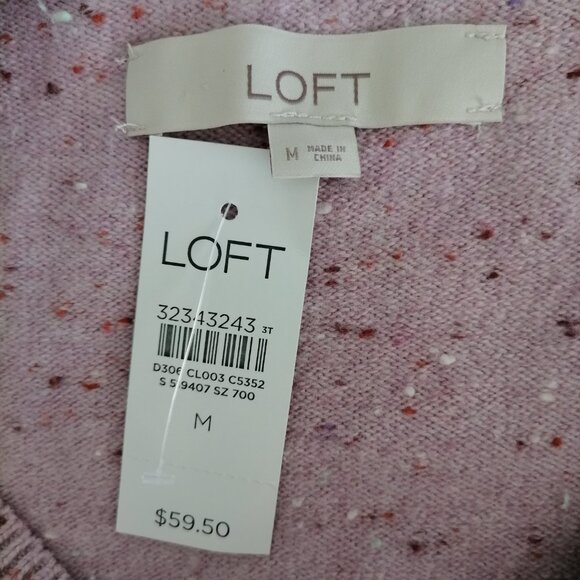 LOFT
M MADE IN
CHINA
LOFT
32343243 3T
D306 CL003 C5352
S 519407 SZ 700
M
$59.50